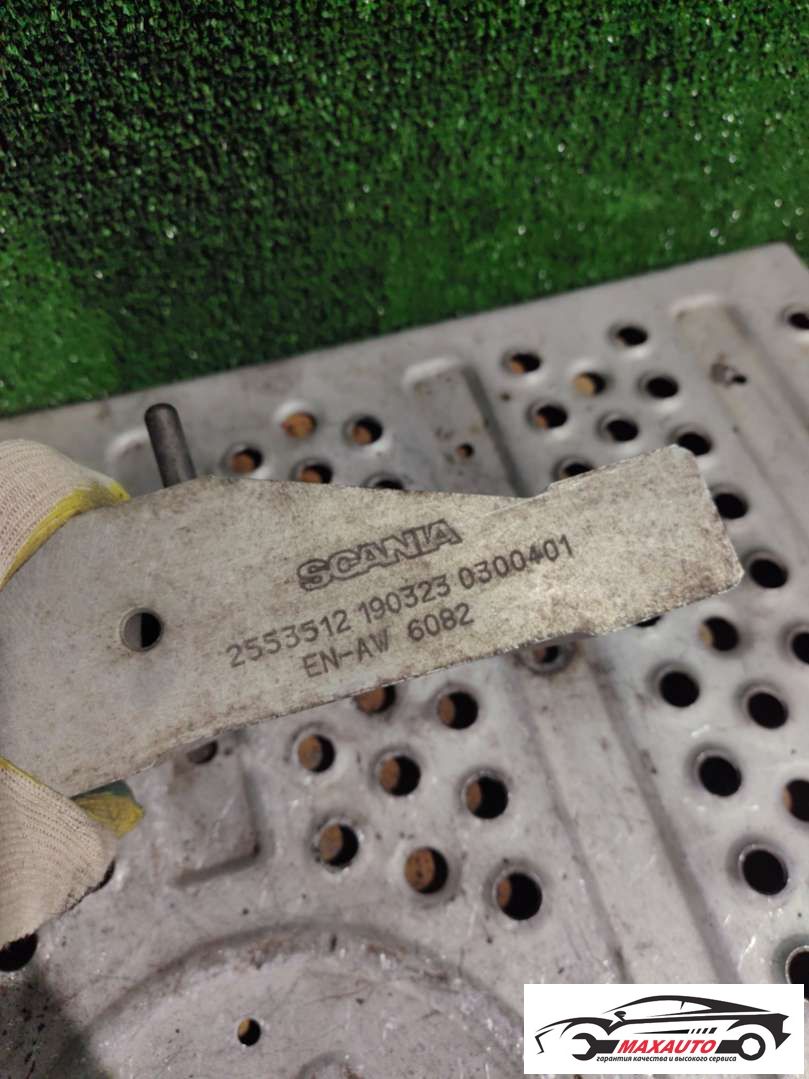 SCANIA
2553512 190323 0300401
EN-AW 6082
MAXAUTO
гарантия качества и высокого сервиса